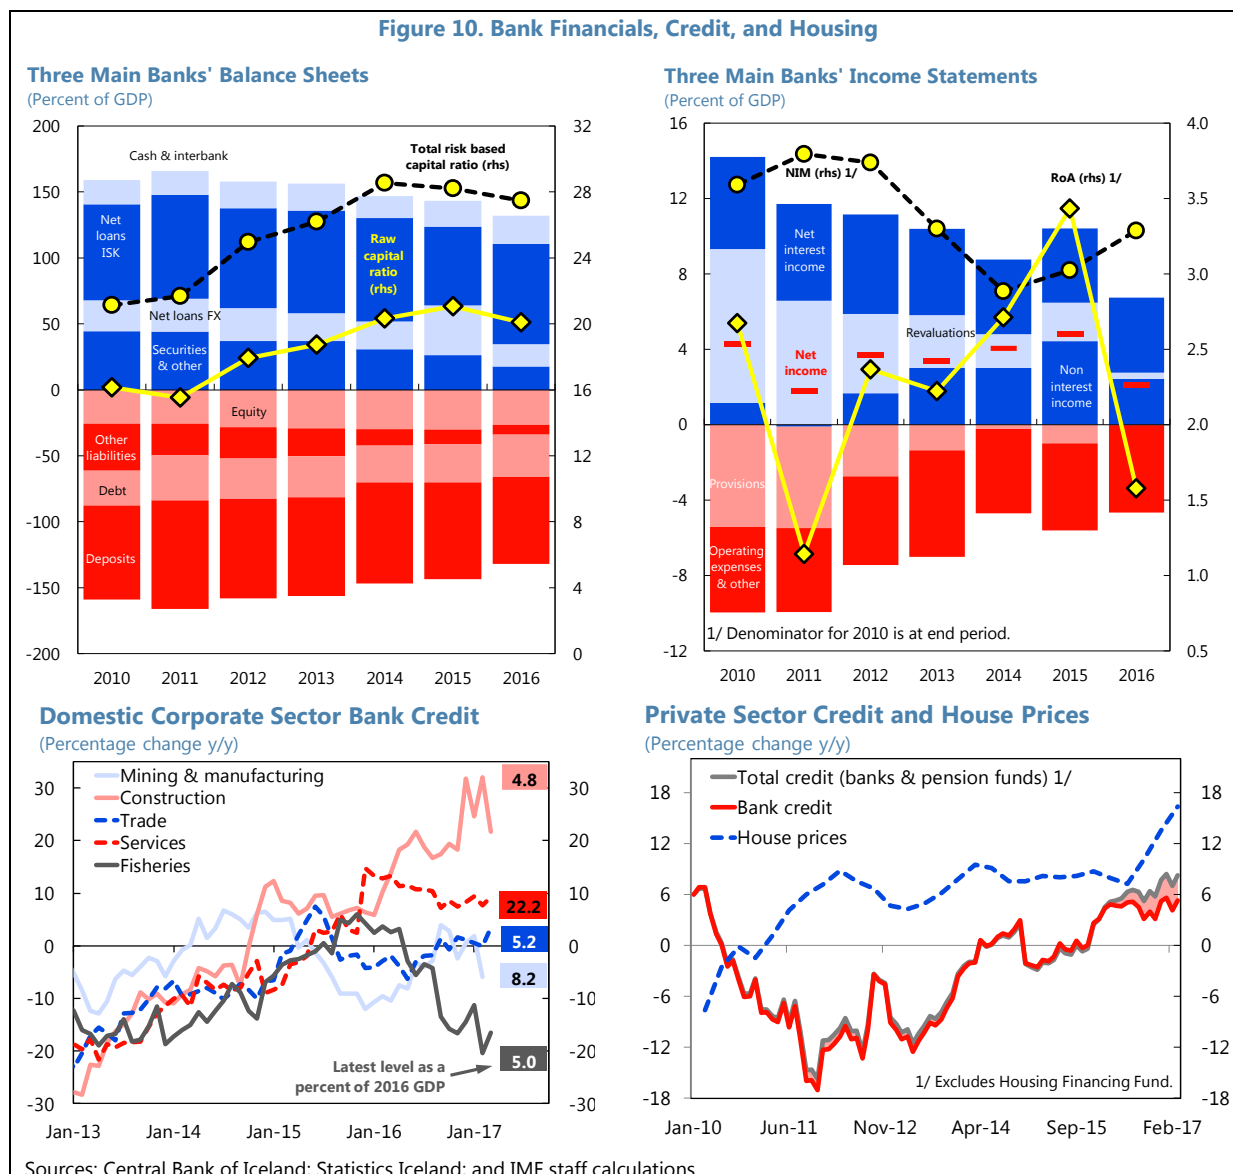 Figure 10. Bank Financials, Credit, and Housing
Three Main Banks' Balance Sheets
(Percent of GDP)
200
150
100
50
0
-50
-100
-150
-200
32
28
24
20
16
12
8
4
0
Cash & interbank
Total risk based
capital ratio (rhs)
Net
loans
ISK
Raw
capital
ratio
(rhs)
Net loans FX
Securities
& other
Equity
Other
liabilities
Debt
Deposits
2010 2011 2012 2013 2014 2015 2016
Three Main Banks' Income Statements
(Percent of GDP)
16
12
8
4
0
-4
-8
-12
4.0
3.5
3.0
2.5
2.0
1.5
1.0
0.5
NIM (rhs) 1/
RoA (rhs) 1/
Net
interest
income
Revaluations
Net
income
Non
interest
income
Provisions
Operating
expenses
& other
1/ Denominator for 2010 is at end period.
2010 2011 2012 2013 2014 2015 2016
Domestic Corporate Sector Bank Credit
(Percentage change y/y)
30
20
10
0
-10
-20
-30
30
20
10
0
-10
-20
-30
Mining & manufacturing
Construction
Trade
Services
Fisheries
4.8
22.2
5.2
8.2
5.0
Latest level as a
percent of 2016 GDP
Jan-13 Jan-14 Jan-15 Jan-16 Jan-17
Private Sector Credit and House Prices
(Percentage change y/y)
18
12
6
0
-6
-12
-18
18
12
6
0
-6
-12
-18
Total credit (banks & pension funds) 1/
Bank credit
House prices
1/ Excludes Housing Financing Fund.
Jan-10 Jun-11 Nov-12 Apr-14 Sep-15 Feb-17
Sources: Central Bank of Iceland; Statistics Iceland; and IMF staff calculations